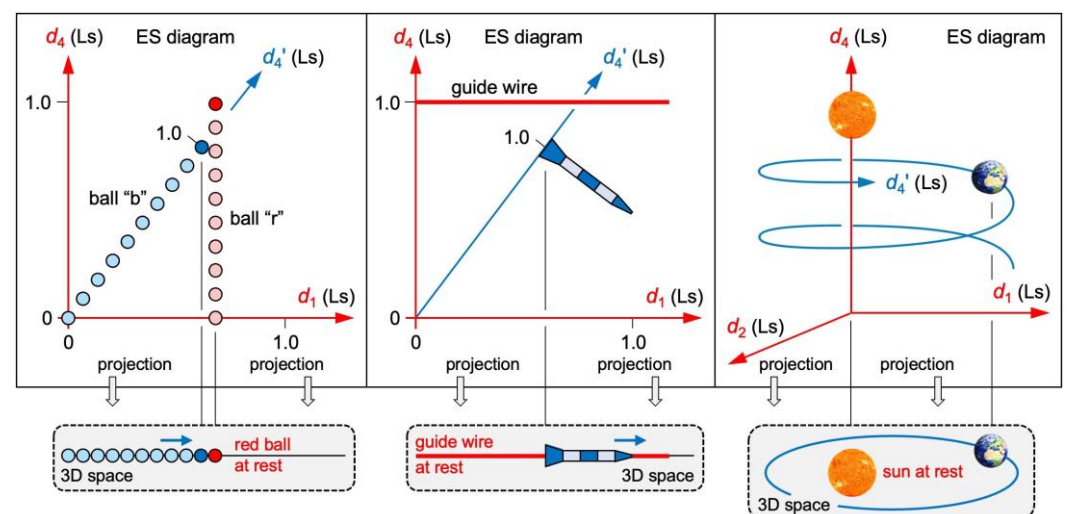 d₄ (Ls) ES diagram
d₄' (Ls)
1.0
1.0
ball “b”
ball “r”
d₁ (Ls)
0
0 1.0
projection projection
red ball
at rest
3D space
d₄ (Ls) ES diagram
d₄' (Ls)
guide wire
1.0
1.0
d₁ (Ls)
0
0 1.0
projection projection
guide wire
at rest
3D space
d₄ (Ls) ES diagram
d₄' (Ls)
d₁ (Ls)
d₂ (Ls)
projection projection
sun at rest
3D space